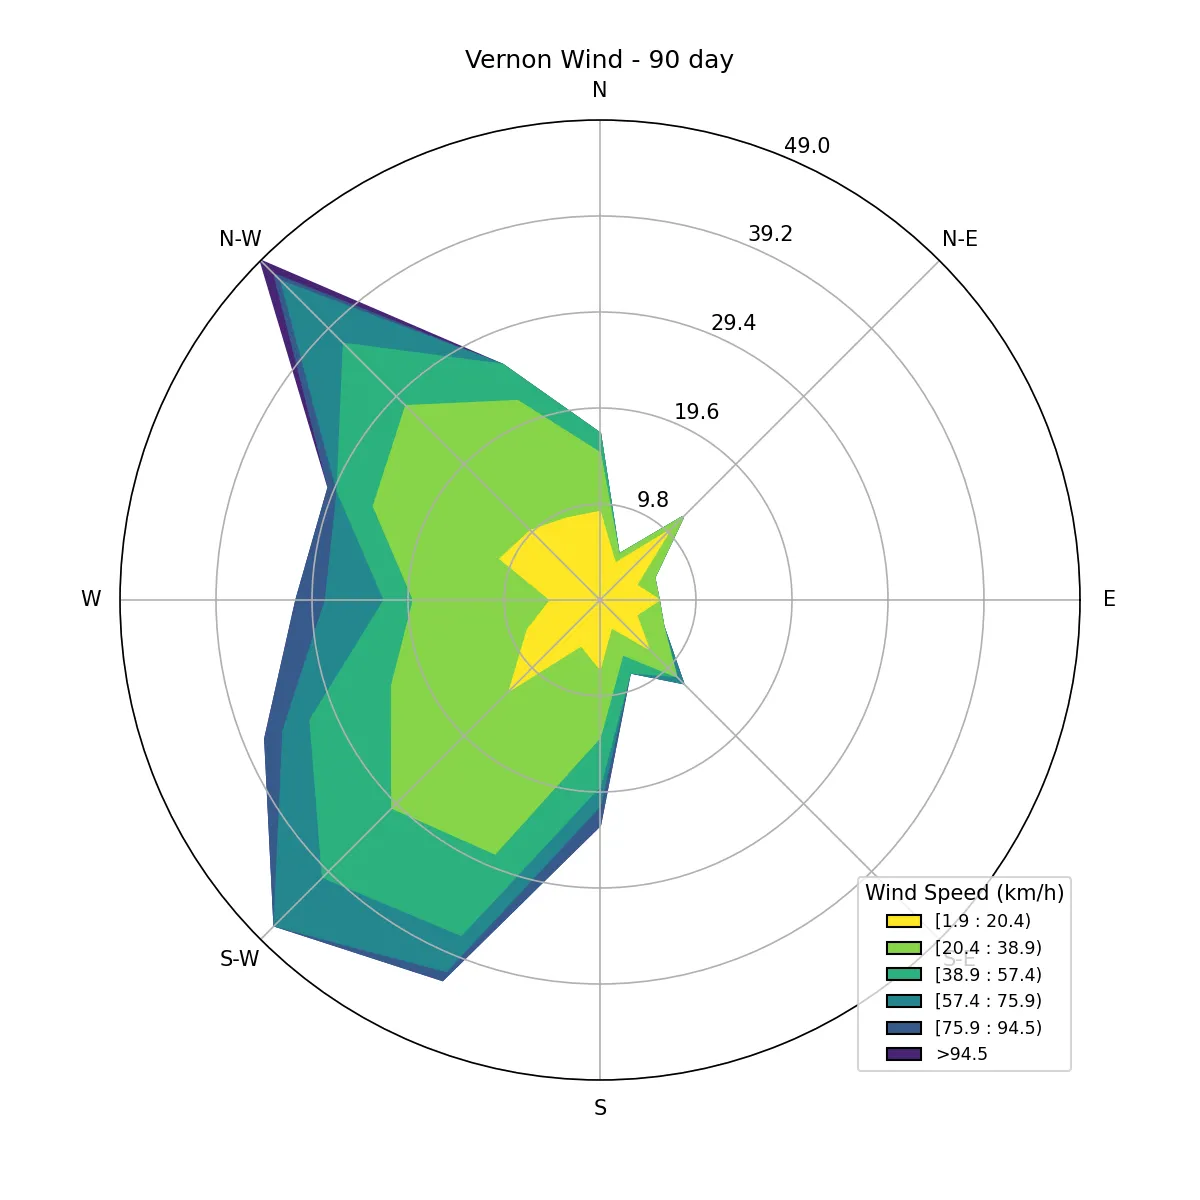 Vernon Wind - 90 day
N
49.0
39.2
N-W
N-E
29.4
19.6
9.8
W
E
Wind Speed (km/h)
[1.9 : 20.4)
[20.4 : 38.9)
S-W
S-E
[38.9 : 57.4)
[57.4 : 75.9)
[75.9 : 94.5)
>94.5
S